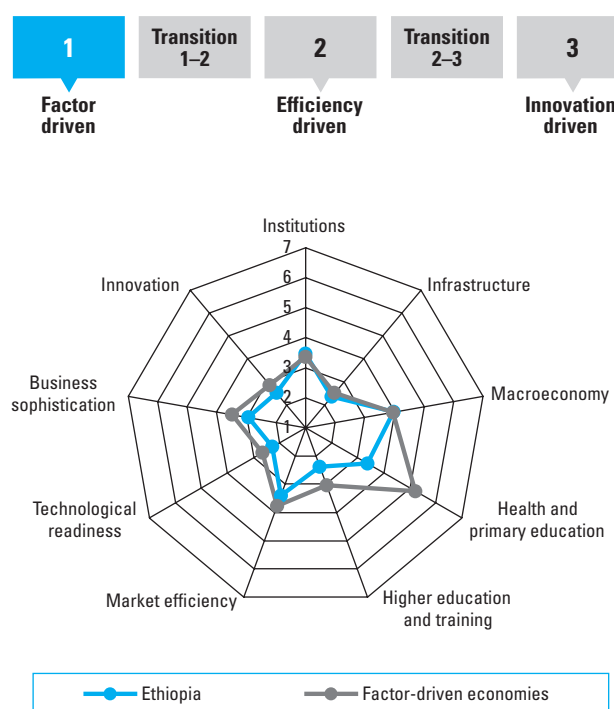 1
Transition
1–2
2
Transition
2–3
3
Factor
driven
Efficiency
driven
Innovation
driven
Institutions
7
6
5
4
3
2
1
Infrastructure
Macroeconomy
Health and
primary education
Higher education
and training
Market efficiency
Technological
readiness
Business
sophistication
Innovation
Ethiopia
Factor-driven economies